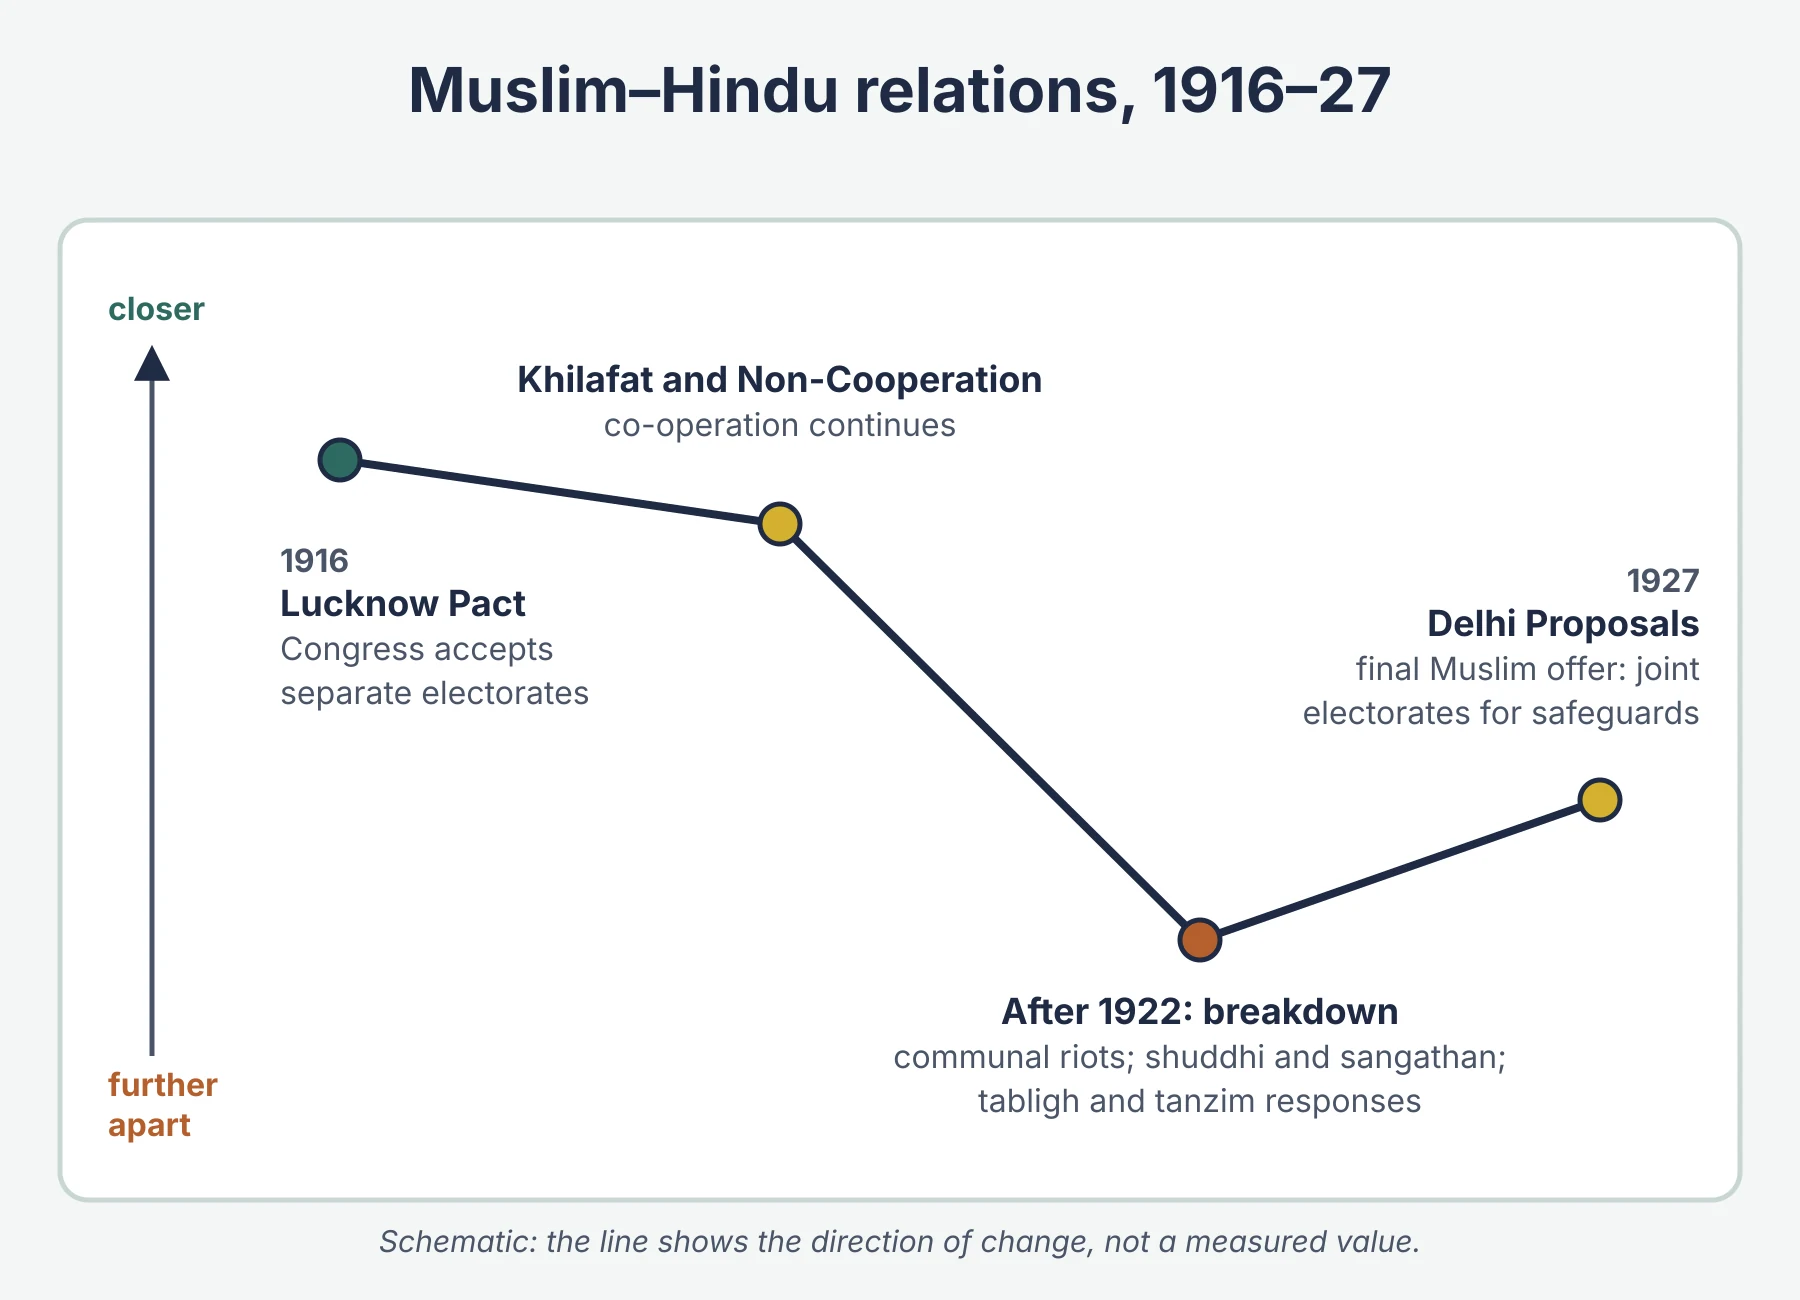 Muslim–Hindu relations, 1916–27
closer
Khilafat and Non-Cooperation
co-operation continues
1916
Lucknow Pact
Congress accepts
separate electorates
1927
Delhi Proposals
final Muslim offer: joint
electorates for safeguards
After 1922: breakdown
communal riots; shuddhi and sangathan;
tabligh and tanzim responses
further
apart
Schematic: the line shows the direction of change, not a measured value.